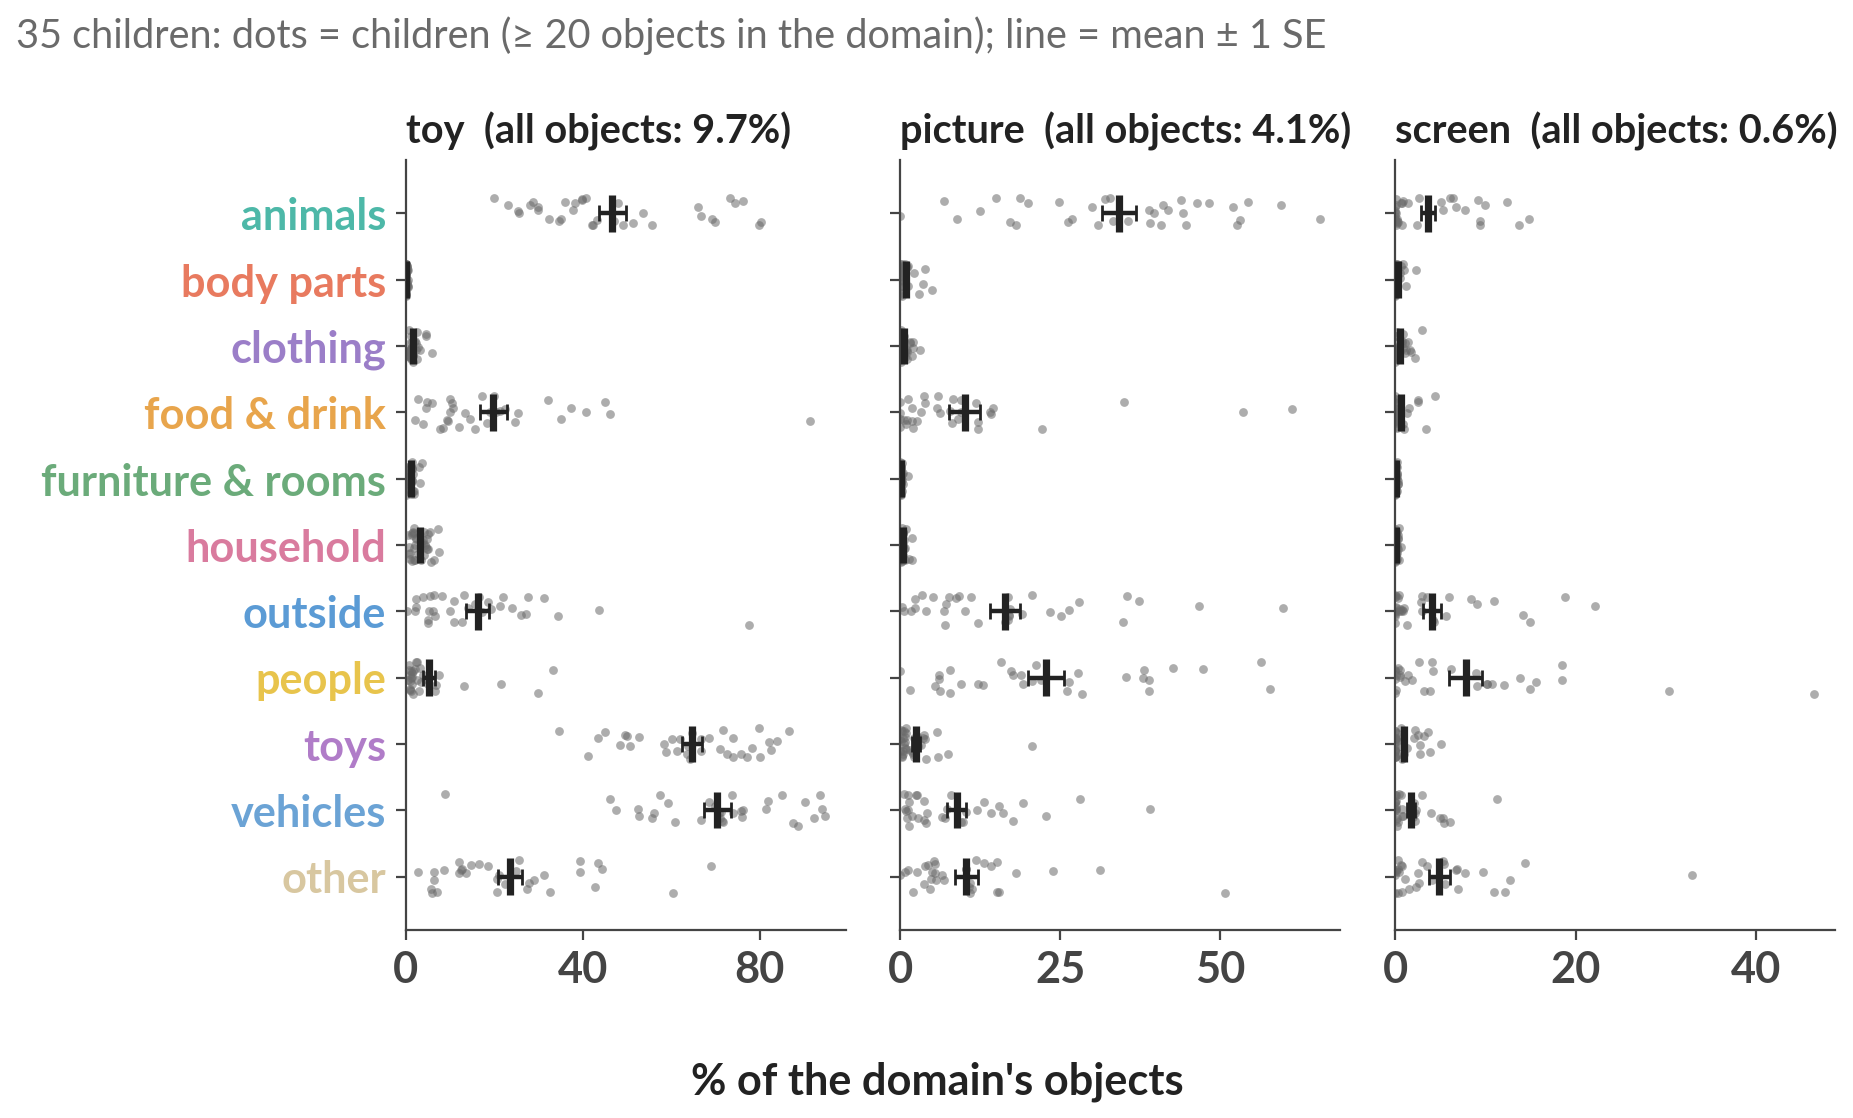 35 children: dots = children (≥ 20 objects in the domain); line = mean ± 1 SE
toy (all objects: 9.7%)
picture (all objects: 4.1%)
screen (all objects: 0.6%)
animals
body parts
clothing
food & drink
furniture & rooms
household
outside
people
toys
vehicles
other
0 40 80
0 25 50
0 20 40
% of the domain's objects